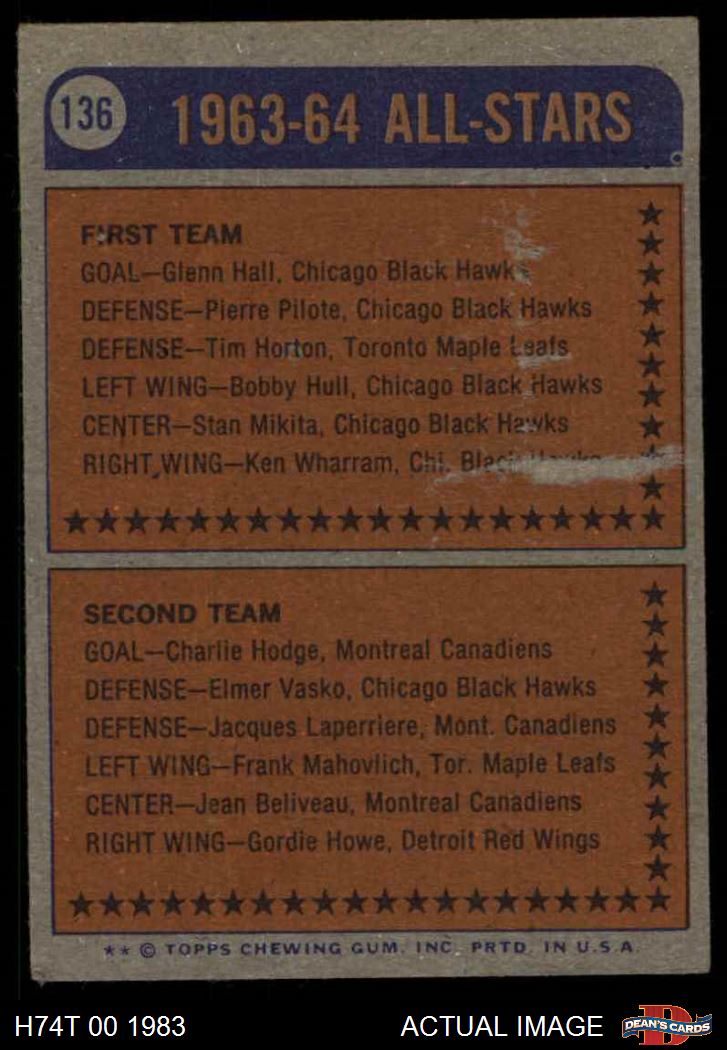 136
1963-64 ALL-STARS
FIRST TEAM
GOAL—Glenn Hall, Chicago Black Hawks
DEFENSE—Pierre Pilote, Chicago Black Hawks
DEFENSE—Tim Horton, Toronto Maple Leafs
LEFT WING—Bobby Hull, Chicago Black Hawks
CENTER—Stan Mikita, Chicago Black Hawks
RIGHT WING—Ken Wharram, Chi. Black Hawks
SECOND TEAM
GOAL—Charlie Hodge, Montreal Canadiens
DEFENSE—Elmer Vasko, Chicago Black Hawks
DEFENSE—Jacques Laperriere, Mont. Canadiens
LEFT WING—Frank Mahovlich, Tor. Maple Leafs
CENTER—Jean Beliveau, Montreal Canadiens
RIGHT WING—Gordie Howe, Detroit Red Wings
** © TOPPS CHEWING GUM, INC. PRTD. IN U.S.A.
H74T 00 1983 ACTUAL IMAGE D DEAN'S CARDS